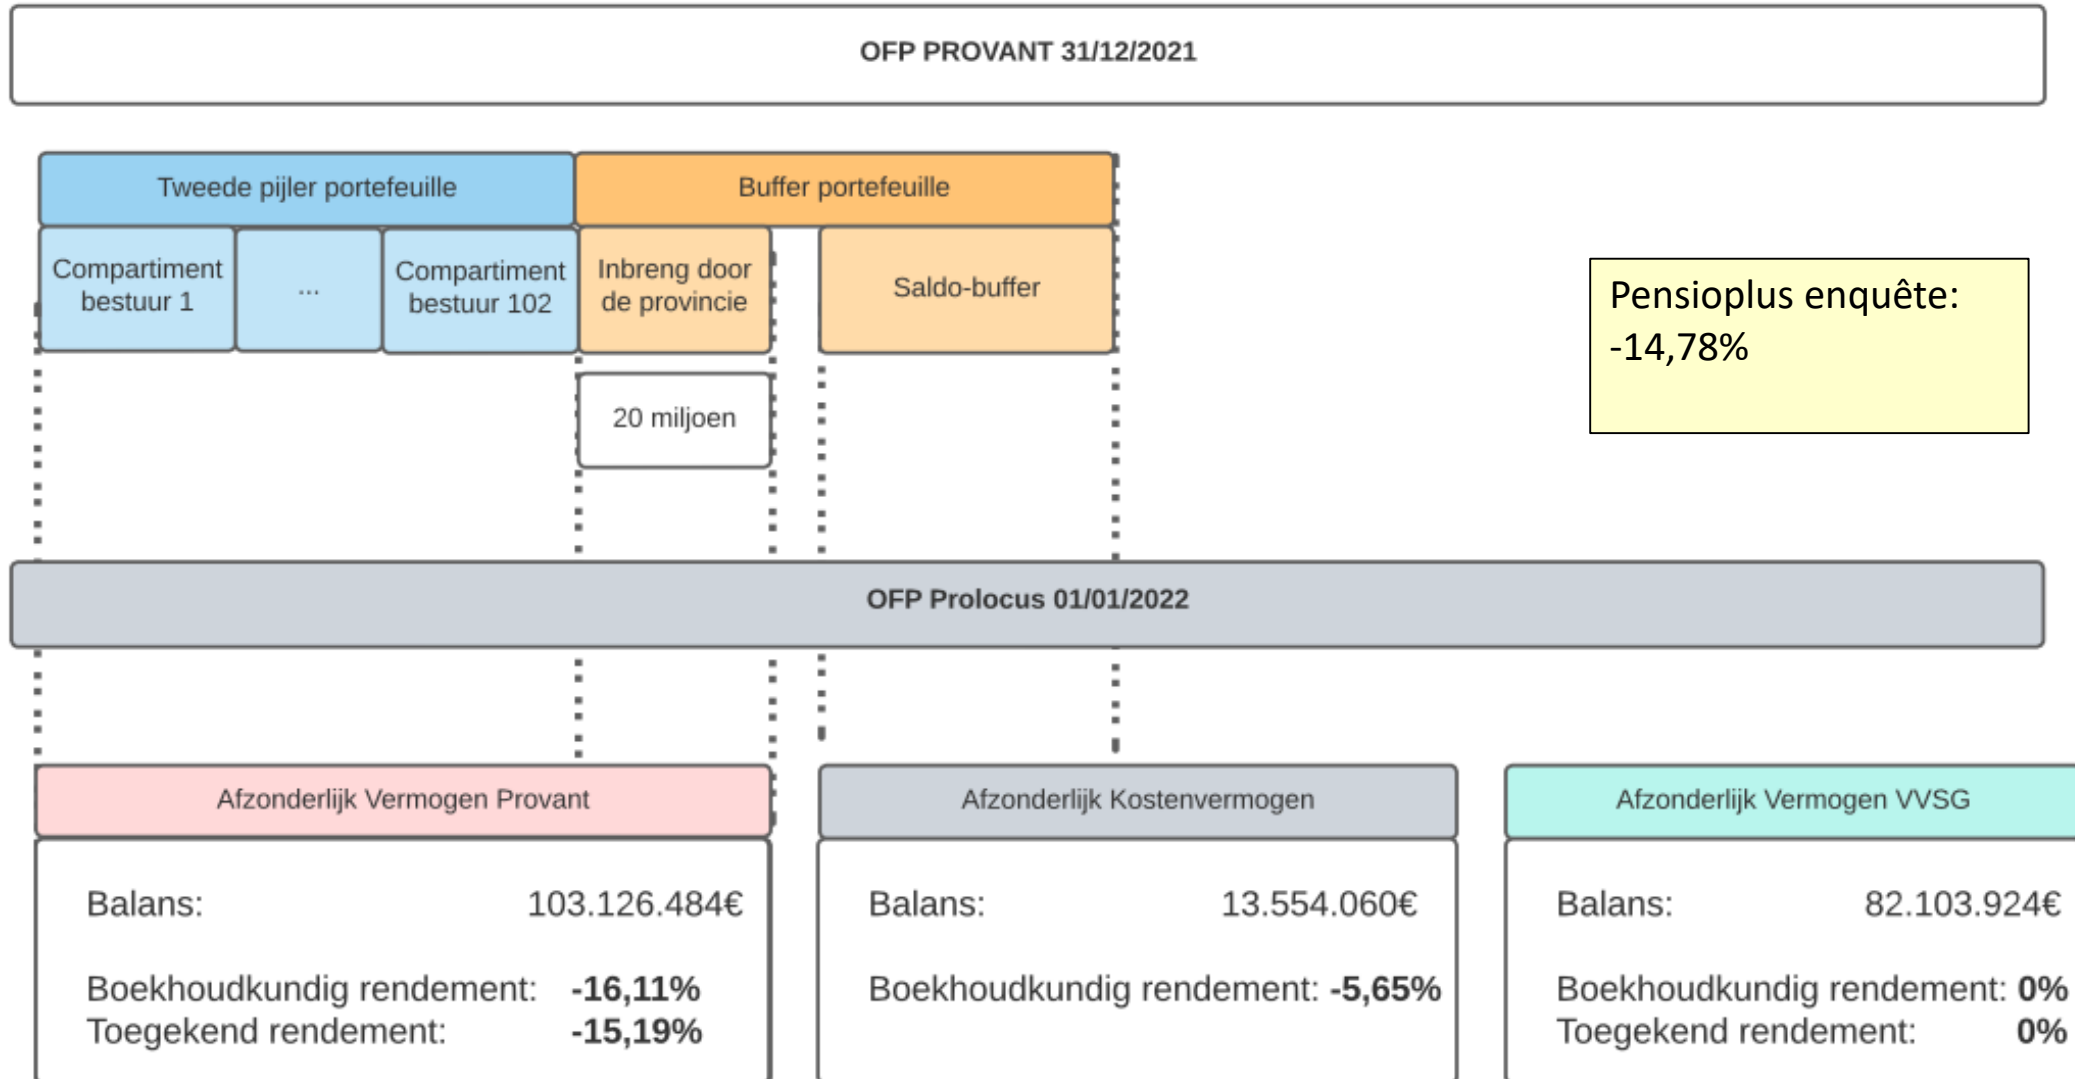 OFP PROVANT 31/12/2021
Tweede pijler portefeuille
Buffer portefeuille
Compartiment
bestuur 1
...
Compartiment
bestuur 102
Inbreng door
de provincie
Saldo-buffer
Pensioplus enquête:
-14,78%
20 miljoen
OFP Prolocus 01/01/2022
Afzonderlijk Vermogen Provant
Balans: 103.126.484€
Boekhoudkundig rendement: -16,11%
Toegekend rendement: -15,19%
Afzonderlijk Kostenvermogen
Balans: 13.554.060€
Boekhoudkundig rendement: -5,65%
Afzonderlijk Vermogen VVSG
Balans: 82.103.924€
Boekhoudkundig rendement: 0%
Toegekend rendement: 0%